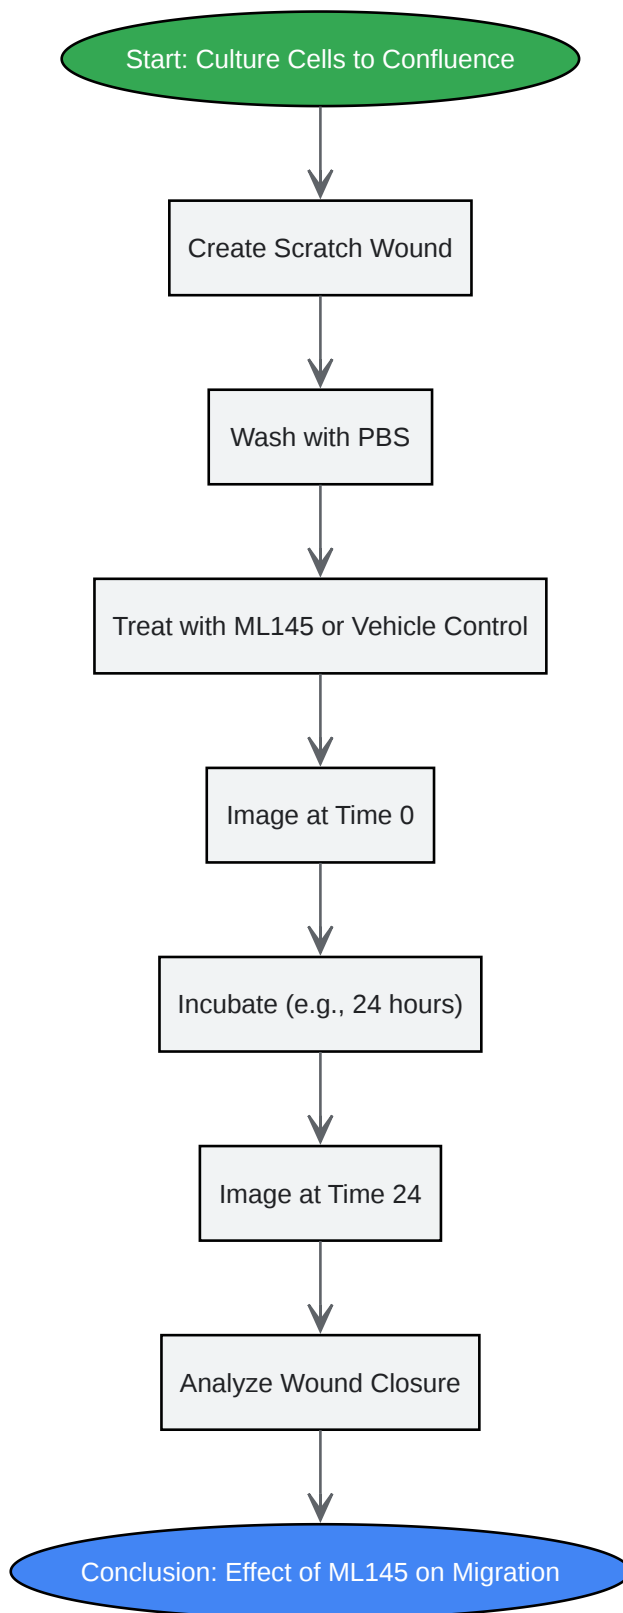 Start: Culture Cells to Confluence
Create Scratch Wound
Wash with PBS
Treat with ML145 or Vehicle Control
Image at Time 0
Incubate (e.g., 24 hours)
Image at Time 24
Analyze Wound Closure
Conclusion: Effect of ML145 on Migration